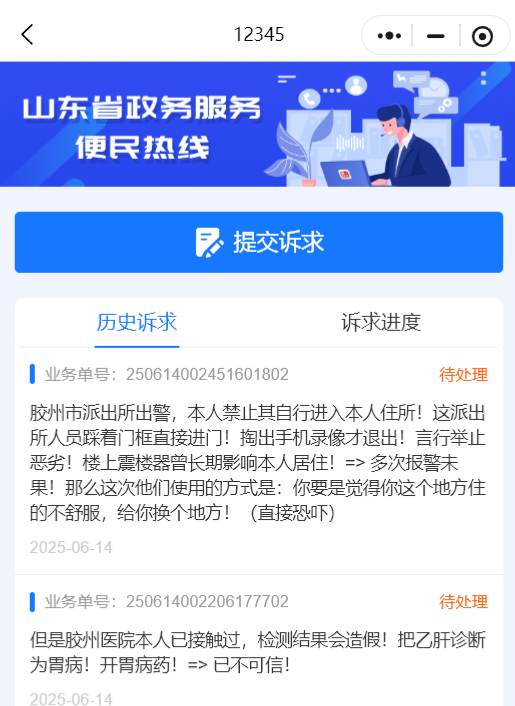 12345
山东省政务服务
便民热线
提交诉求
历史诉求
诉求进度
业务单号：250614002451601802
待处理
胶州市派出所出警，本人禁止其自行进入本人住所！这派出
所人员踩着门框直接进门！掏出手机录像才退出！言行举止
恶劣！楼上震楼器曾长期影响本人居住！=> 多次报警未
果！那么这次他们使用的方式是：你要是觉得你这个地方住
的不舒服，给你换个地方！（直接恐吓）
2025-06-14
业务单号：250614002206177702
待处理
但是胶州医院本人已接触过，检测结果会造假！把乙肝诊断
为胃病！开胃病药！=> 已不可信！
2025-06-14